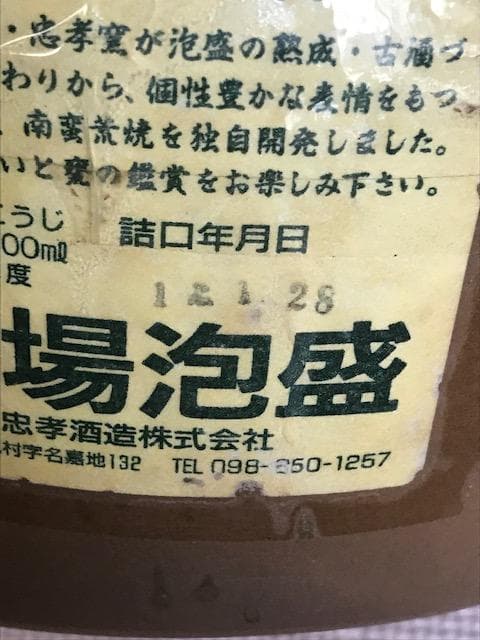 ・忠孝窯が泡盛の熟成・古酒づ
わりから、個性豊かな表情をもつ
、南蛮荒焼を独自開発しました。
いと甕の鑑賞をお楽しみ下さい。
こうじ
00ml 詰口年月日
度
12.1.28
場泡盛
忠孝酒造株式会社
村字名嘉地132 TEL 098-850-1257